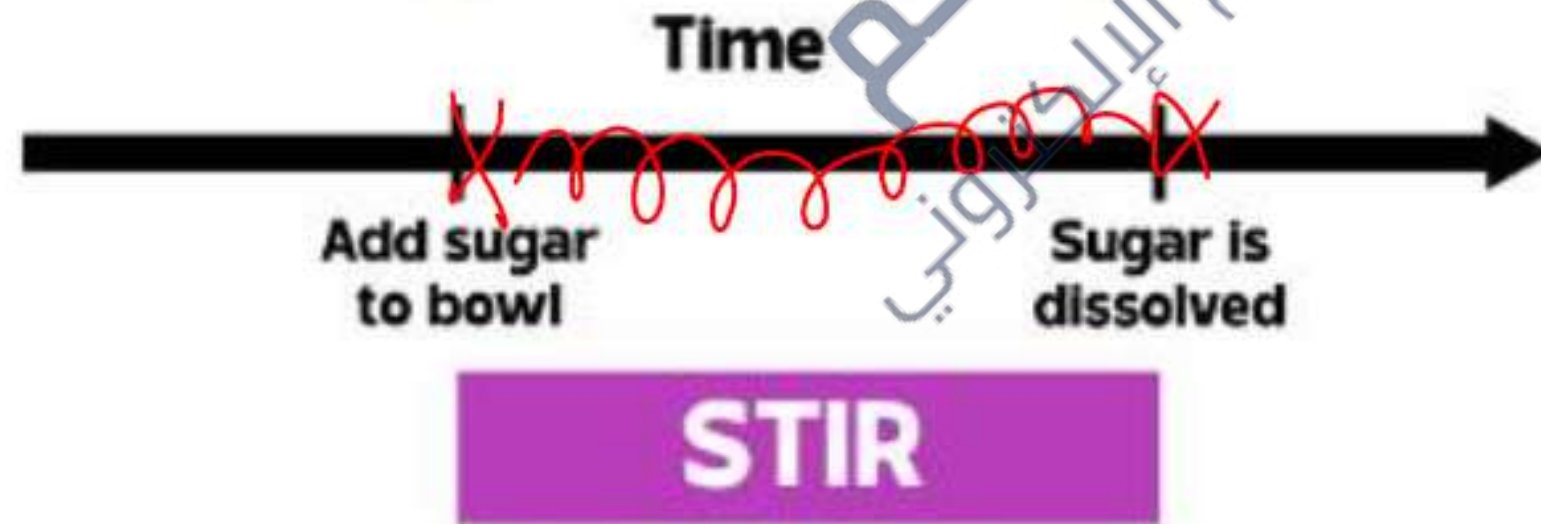 Time
Add sugar
to bowl
Sugar is
dissolved
STIR